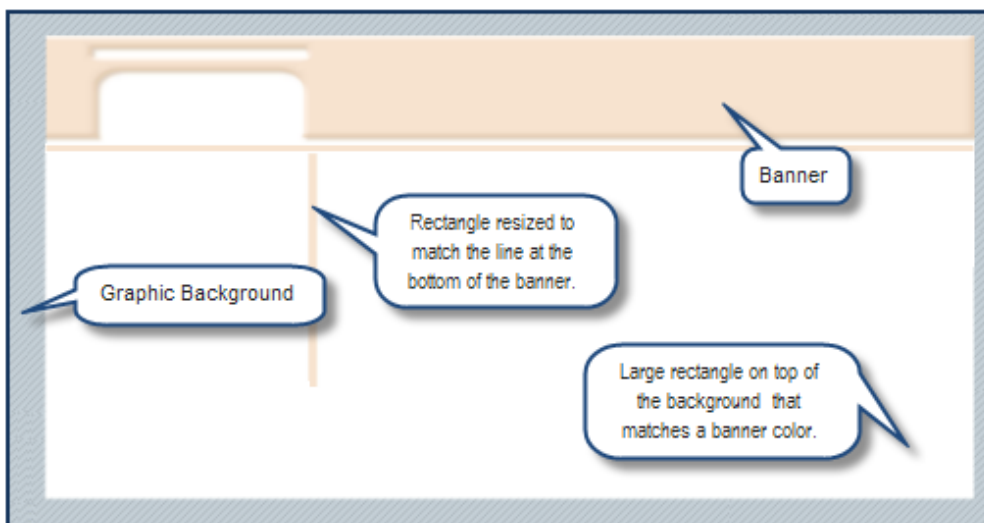 Banner
Rectangle resized to
match the line at the
bottom of the banner.
Graphic Background
Large rectangle on top of
the background that
matches a banner color.